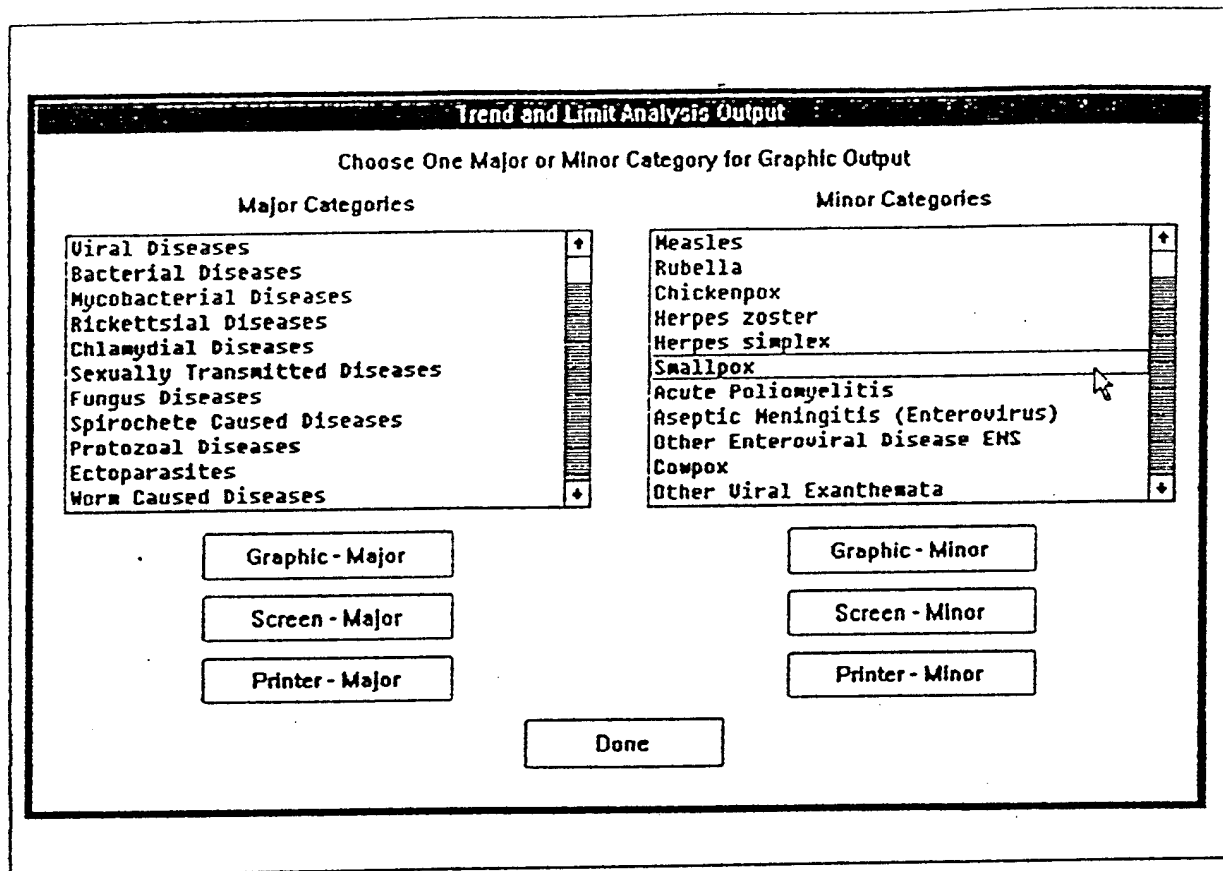 Trend and Limit Analysis Output
Choose One Major or Minor Category for Graphic Output
Major Categories
Viral Diseases
Bacterial Diseases
Mycobacterial Diseases
Rickettsial Diseases
Chlamydial Diseases
Sexually Transmitted Diseases
Fungus Diseases
Spirochete Caused Diseases
Protozoal Diseases
Ectoparasites
Worm Caused Diseases
Graphic - Major
Screen - Major
Printer - Major
Minor Categories
Measles
Rubella
Chickenpox
Herpes zoster
Herpes simplex
Smallpox
Acute Poliomyelitis
Aseptic Meningitis (Enterovirus)
Other Enteroviral Disease ENS
Cowpox
Other Viral Exanthemata
Graphic - Minor
Screen - Minor
Printer - Minor
Done